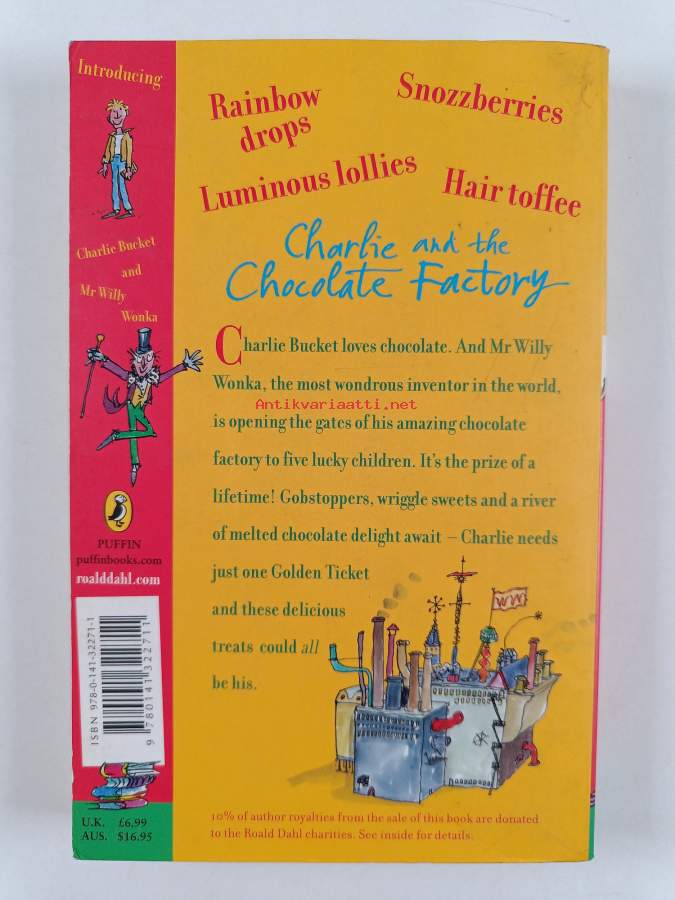 Introducing
Charlie Bucket
and
Mr Willy
Wonka
PUFFIN
puffinbooks.com
roalddahl.com
ISBN 978-0-141-32271-1
9 780141 322711
U.K. £6.99
AUS. $16.95
Rainbow
drops
Snozzberries
Luminous lollies
Hair toffee
Charlie and the
Chocolate Factory
Charlie Bucket loves chocolate. And Mr Willy
Wonka, the most wondrous inventor in the world,
Antikvariaatti.net
is opening the gates of his amazing chocolate
factory to five lucky children. It's the prize of a
lifetime! Gobstoppers, wriggle sweets and a river
of melted chocolate delight await – Charlie needs
just one Golden Ticket
and these delicious
treats could all
be his.
WW
10% of author royalties from the sale of this book are donated
to the Roald Dahl charities. See inside for details.